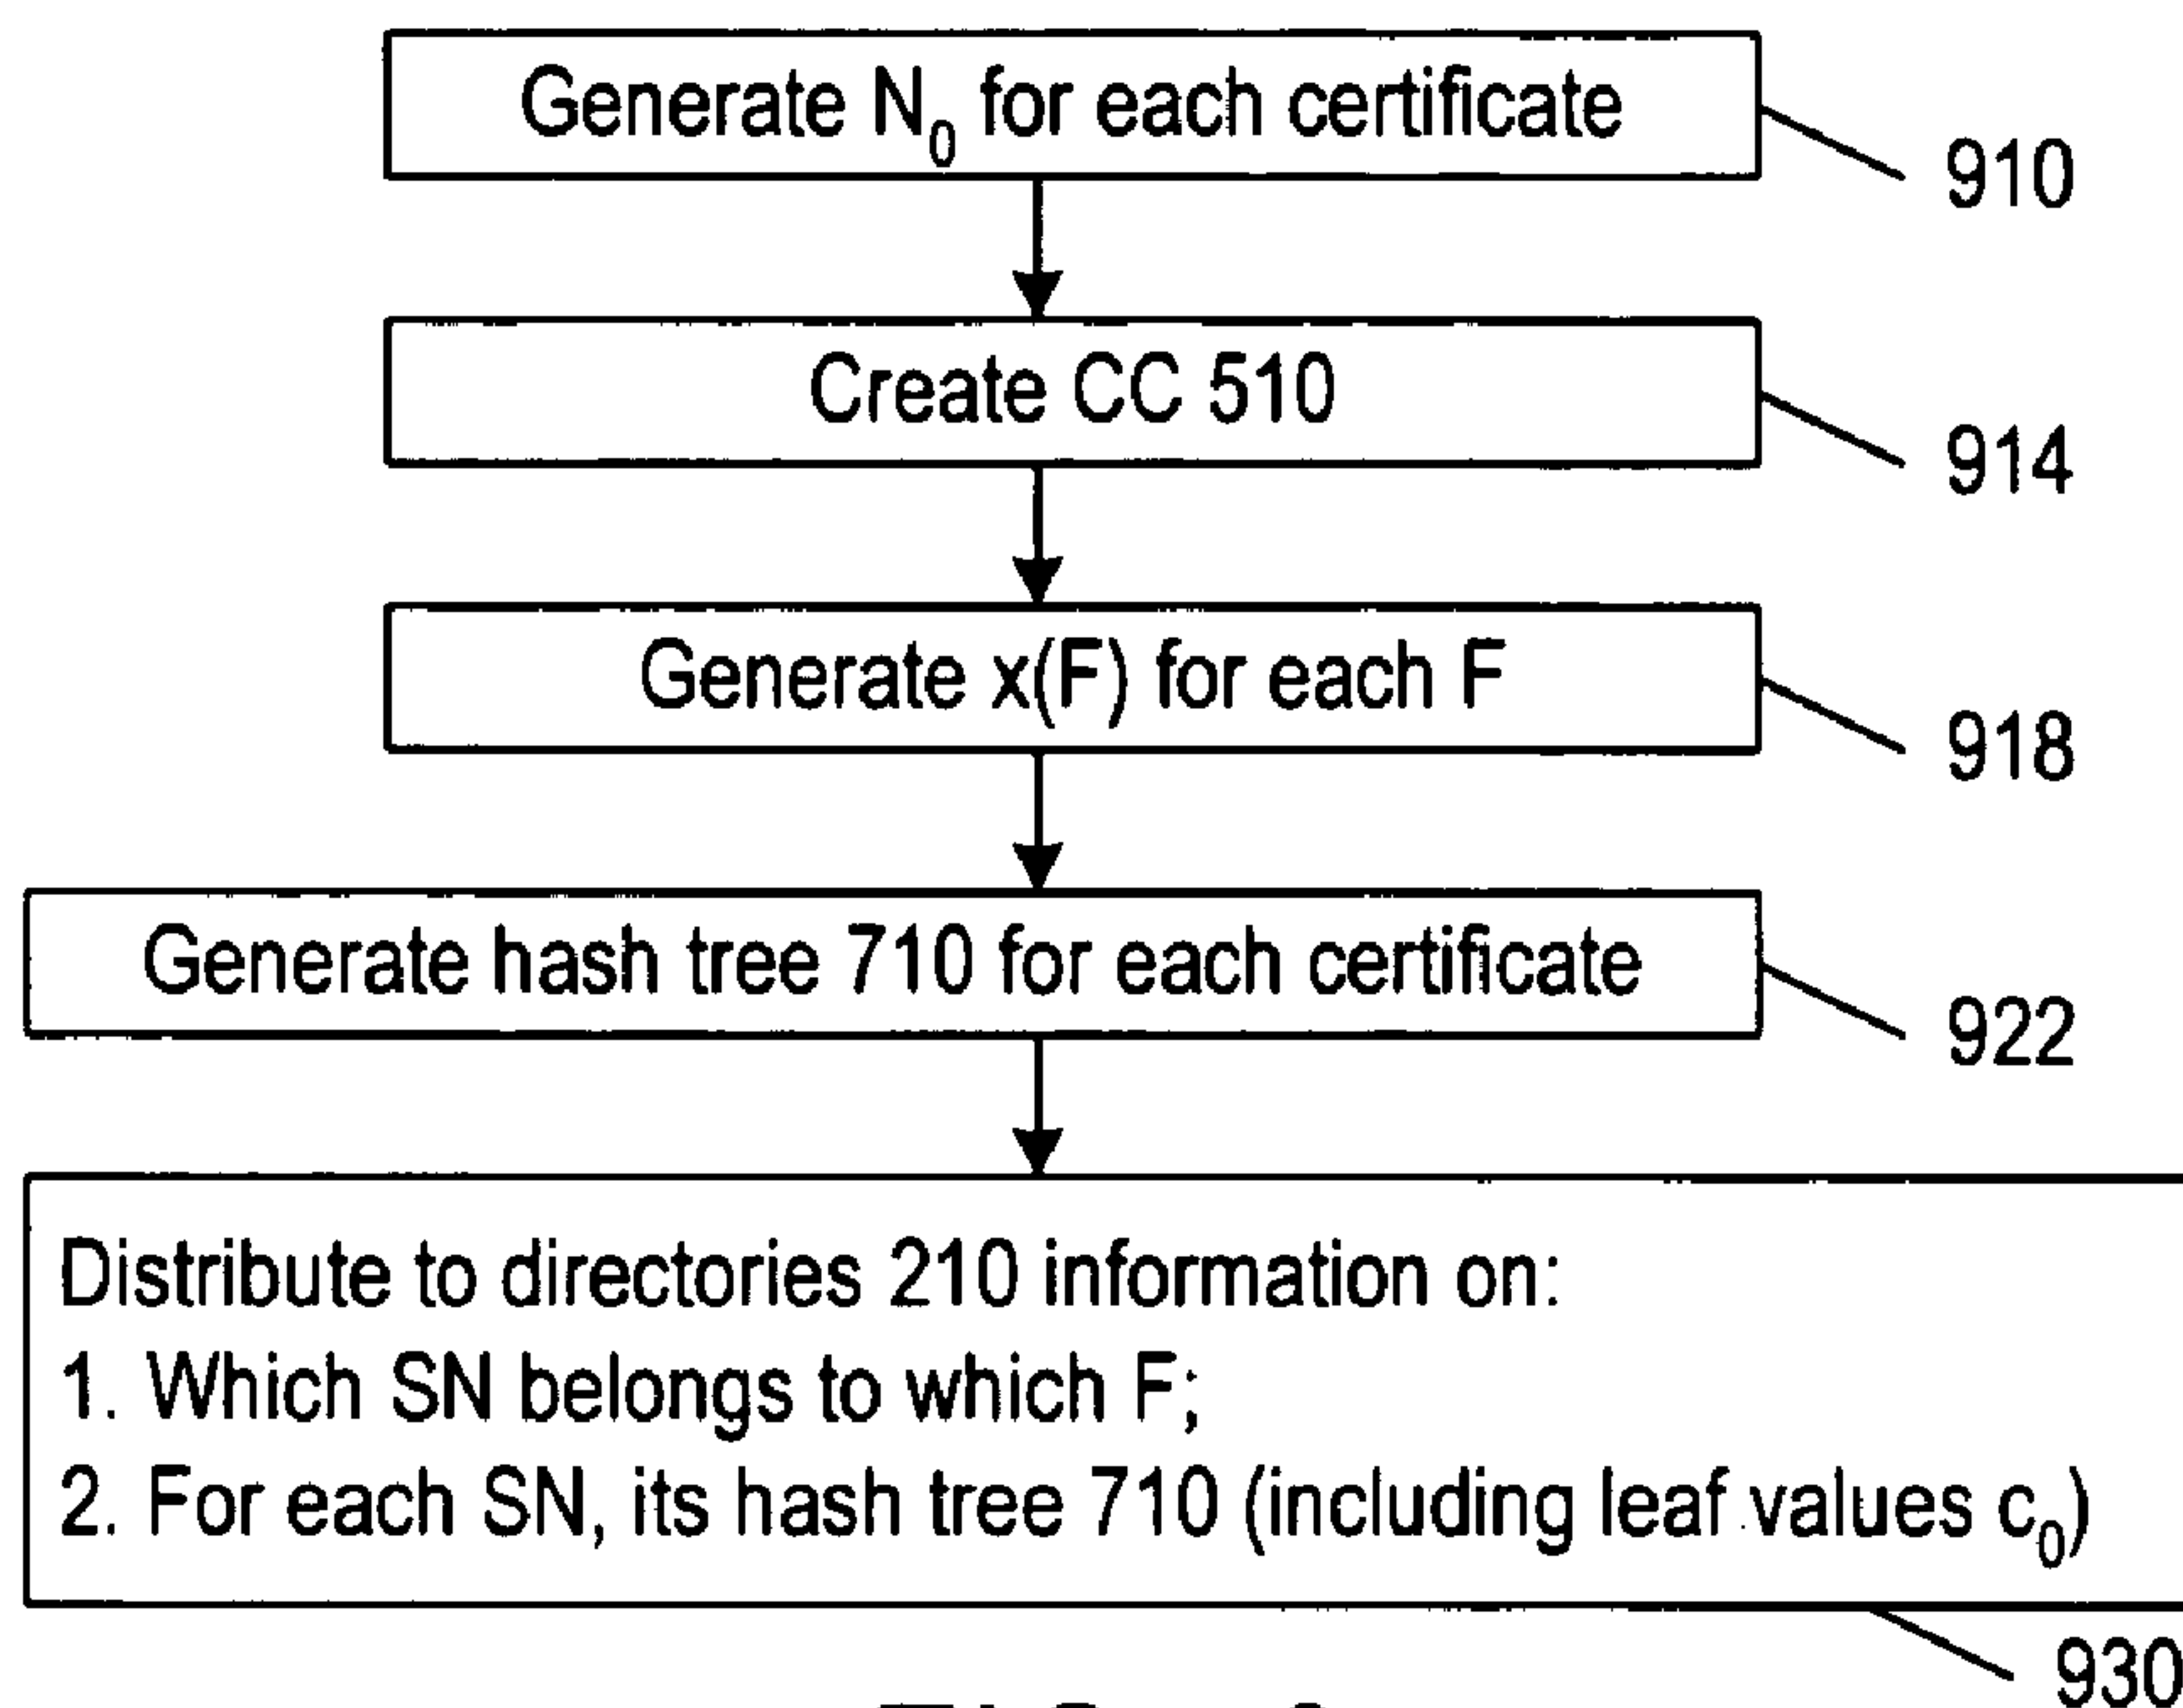 Generate N₀ for each certificate
910
Create CC 510
914
Generate x(F) for each F
918
Generate hash tree 710 for each certificate
922
Distribute to directories 210 information on:
1. Which SN belongs to which F;
2. For each SN, its hash tree 710 (including leaf values c₀)
930